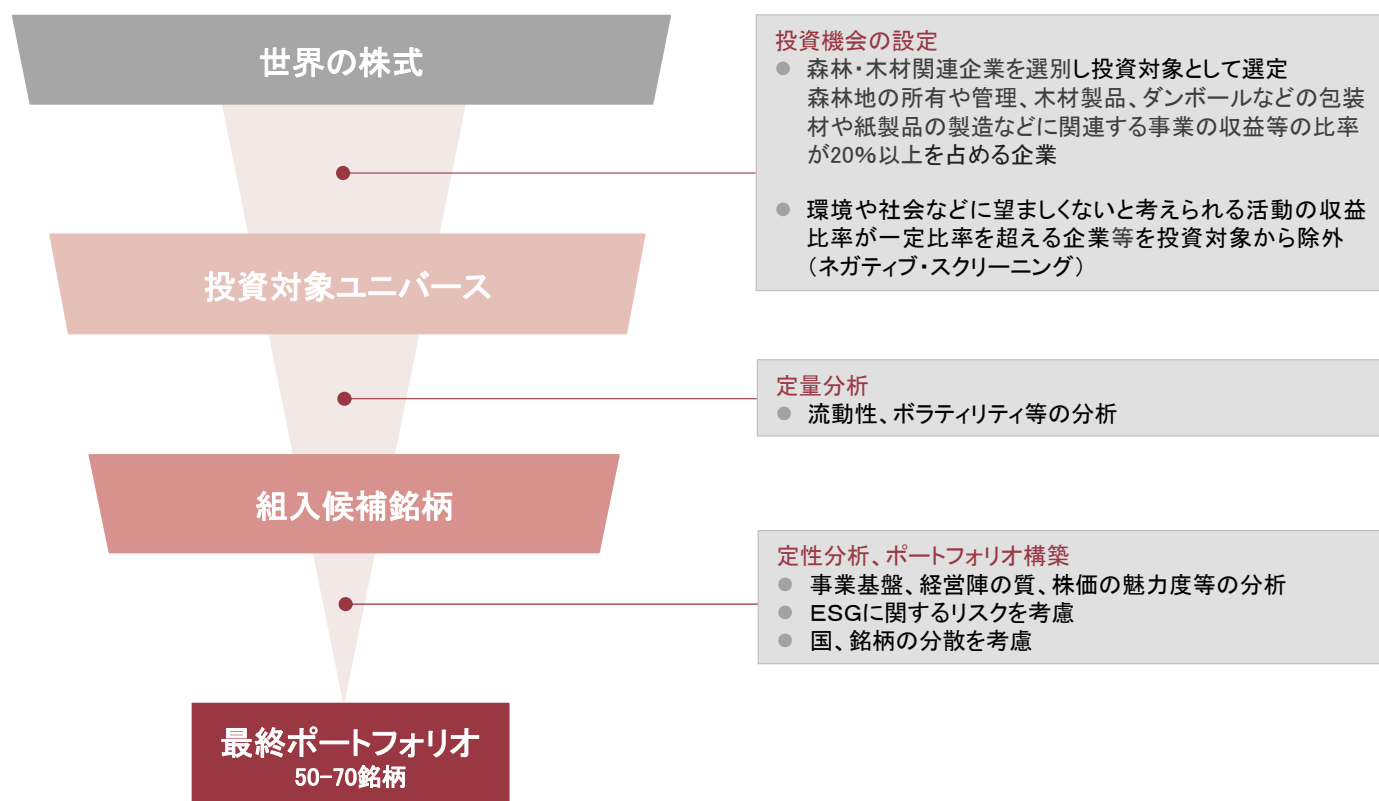 世界の株式
投資機会の設定
● 森林・木材関連企業を選別し投資対象として選定
森林地の所有や管理、木材製品、ダンボールなどの包装
材や紙製品の製造などに関連する事業の収益等の比率
が20%以上を占める企業
● 環境や社会などに望ましくないと考えられる活動の収益
比率が一定比率を超える企業等を投資対象から除外
（ネガティブ・スクリーニング）
投資対象ユニバース
定量分析
● 流動性、ボラティリティ等の分析
組入候補銘柄
定性分析、ポートフォリオ構築
● 事業基盤、経営陣の質、株価の魅力度等の分析
● ESGに関するリスクを考慮
● 国、銘柄の分散を考慮
最終ポートフォリオ
50-70銘柄